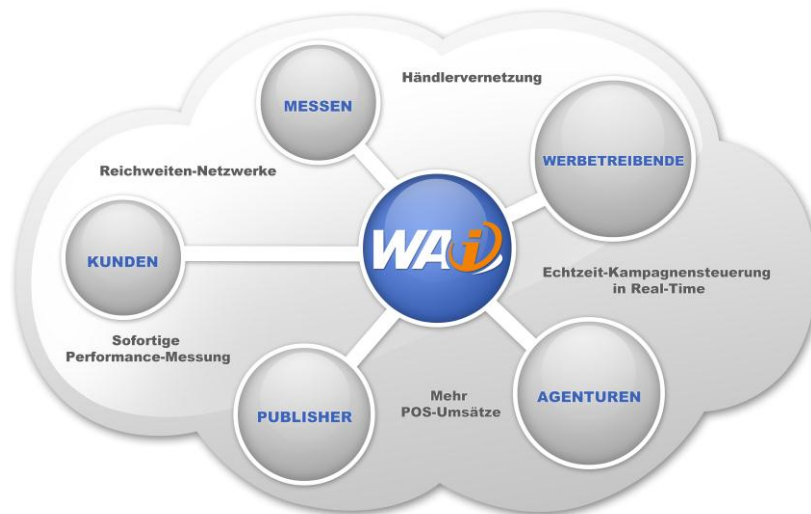 Händlervernetzung
MESSEN
WERBETREIBENDE
Reichweiten-Netzwerke
WAi
KUNDEN
Echtzeit-Kampagnensteuerung
in Real-Time
Sofortige
Performance-Messung
Mehr
POS-Umsätze
AGENTUREN
PUBLISHER